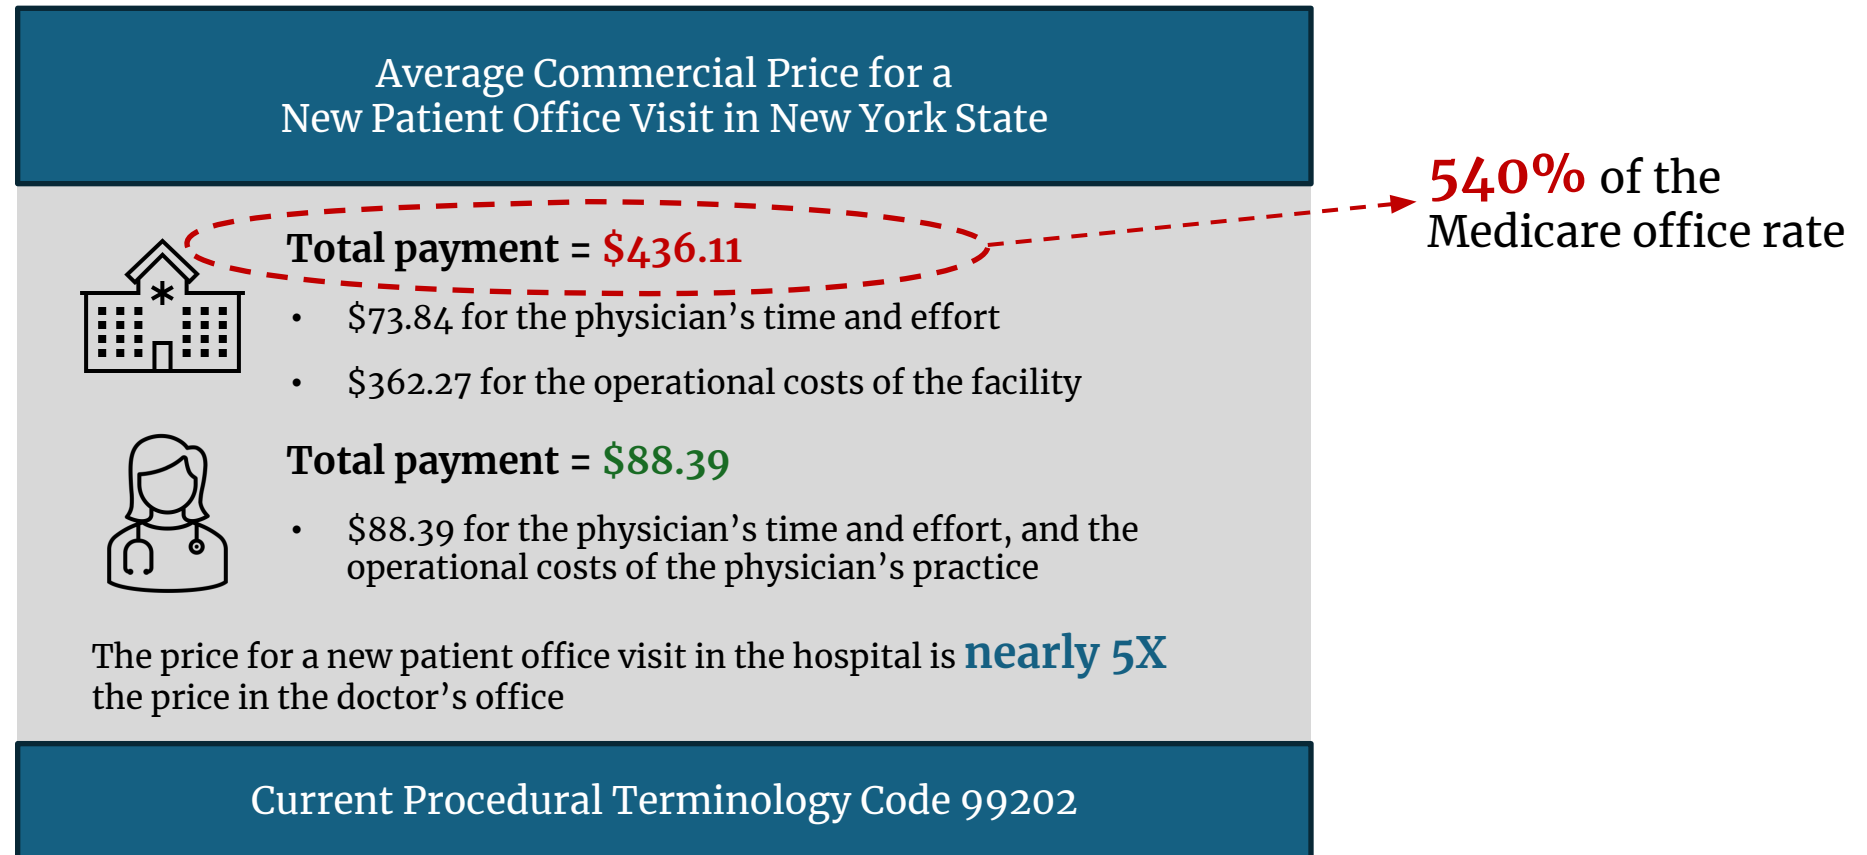 Average Commercial Price for a
New Patient Office Visit in New York State
540% of the
Medicare office rate
Total payment = $436.11
• $73.84 for the physician’s time and effort
• $362.27 for the operational costs of the facility
Total payment = $88.39
• $88.39 for the physician’s time and effort, and the
operational costs of the physician’s practice
The price for a new patient office visit in the hospital is nearly 5X
the price in the doctor’s office
Current Procedural Terminology Code 99202